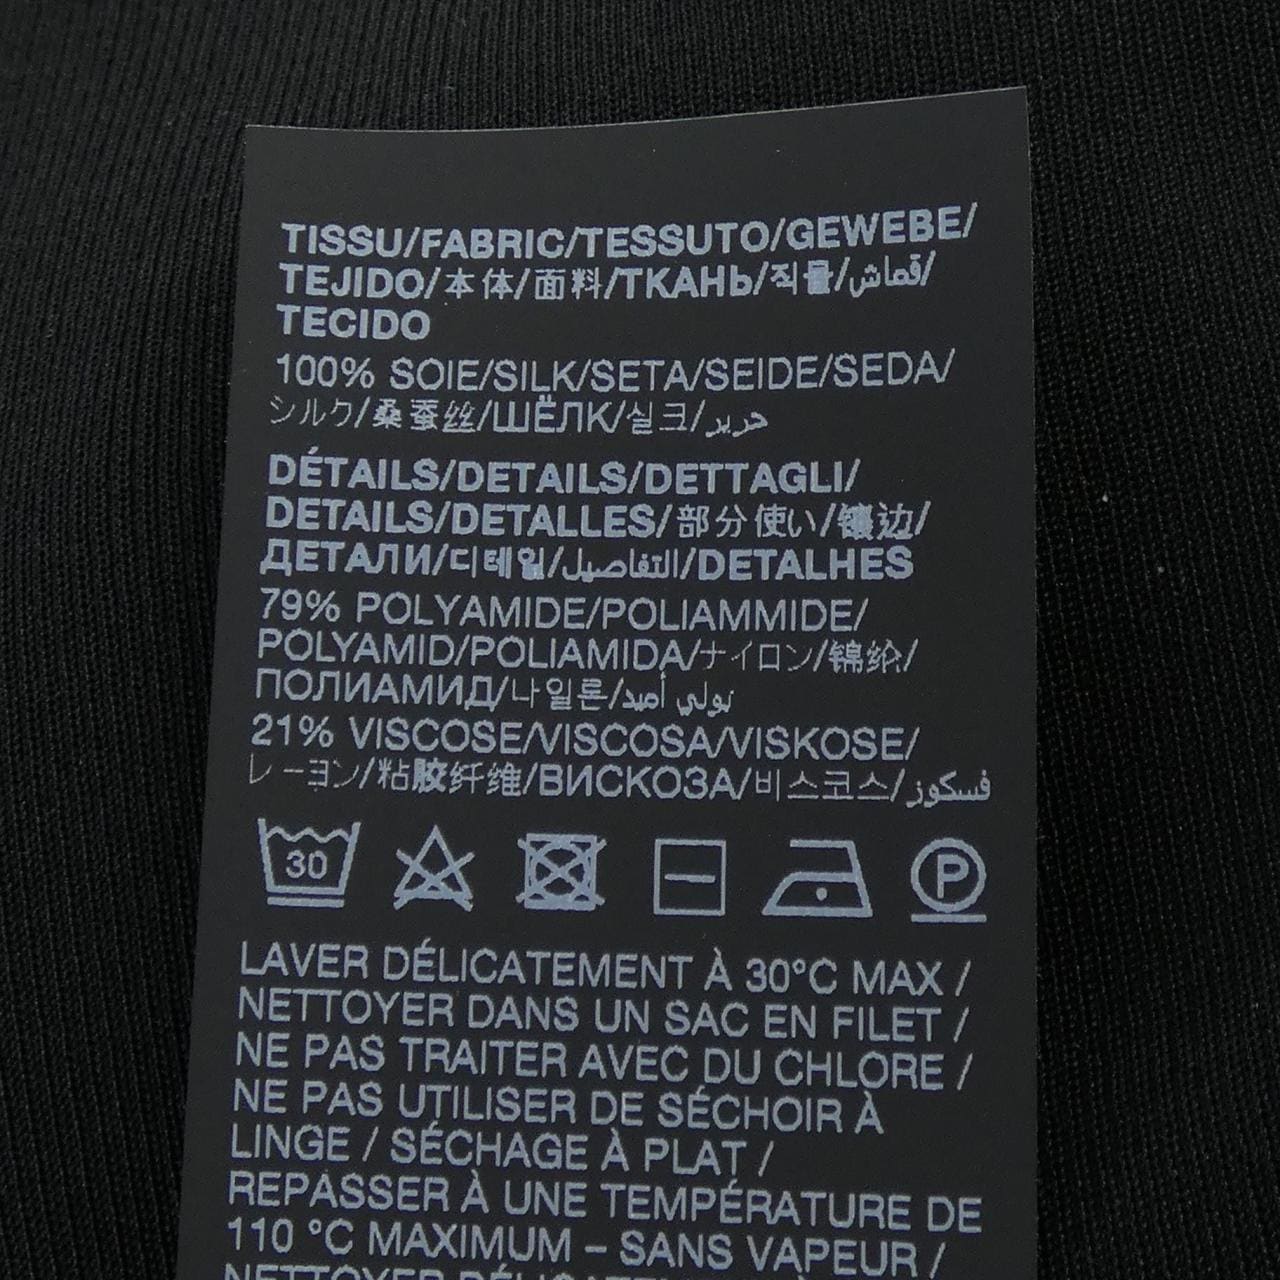 TISSU/FABRIC/TESSUTO/GEWEBE/
TEJIDO/本体/面料/ТКАНЬ/직물/قماش/
TECIDO
100% SOIE/SILK/SETA/SEIDE/SEDA/
シルク/桑蚕丝/ШЁЛК/실크/حرير
DÉTAILS/DETAILS/DETTAGLI/
DETAILS/DETALLES/部分使い/镶边/
ДЕТАЛИ/디테일/التفاصيل/DETALHES
79% POLYAMIDE/POLIAMMIDE/
POLYAMID/POLIAMIDA/ナイロン/锦纶/
ПОЛИАМИД/나일론/بولي أميد
21% VISCOSE/VISCOSA/VISKOSE/
レーヨン/粘胶纤维/ВИСКОЗА/비스코스/فسكوز
30 P
LAVER DÉLICATEMENT À 30°C MAX /
NETTOYER DANS UN SAC EN FILET /
NE PAS TRAITER AVEC DU CHLORE /
NE PAS UTILISER DE SÉCHOIR À
LINGE / SÉCHAGE À PLAT /
REPASSER À UNE TEMPÉRATURE DE
110 °C MAXIMUM – SANS VAPEUR /